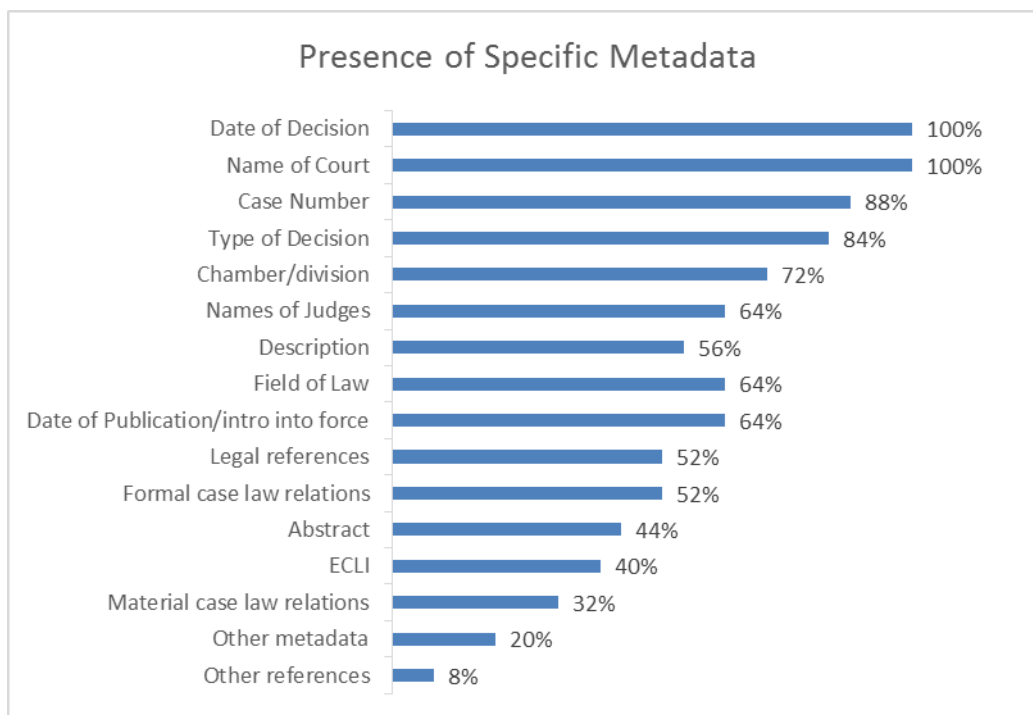 Presence of Specific Metadata
Date of Decision 100%
Name of Court 100%
Case Number 88%
Type of Decision 84%
Chamber/division 72%
Names of Judges 64%
Description 56%
Field of Law 64%
Date of Publication/intro into force 64%
Legal references 52%
Formal case law relations 52%
Abstract 44%
ECLI 40%
Material case law relations 32%
Other metadata 20%
Other references 8%